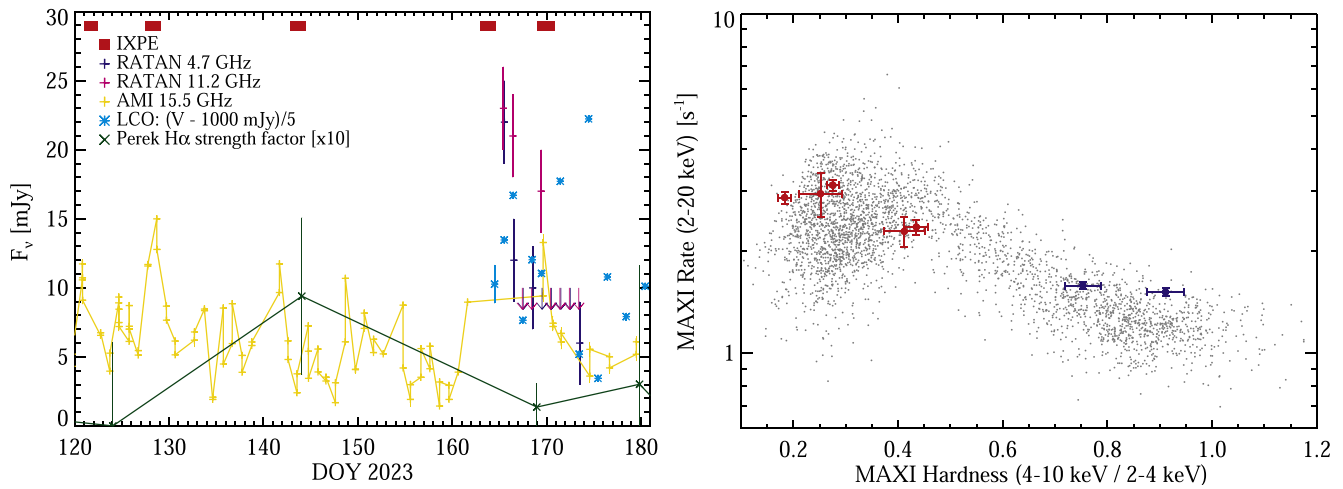 30
25
20
15
10
5
0
F_ν [mJy]
IXPE
RATAN 4.7 GHz
RATAN 11.2 GHz
AMI 15.5 GHz
LCO: (V - 1000 mJy)/5
Perek Hα strength factor [x10]
120 130 140 150 160 170 180
DOY 2023
10
1
MAXI Rate (2-20 keV) [s⁻¹]
0.2 0.4 0.6 0.8 1.0 1.2
MAXI Hardness (4-10 keV / 2-4 keV)